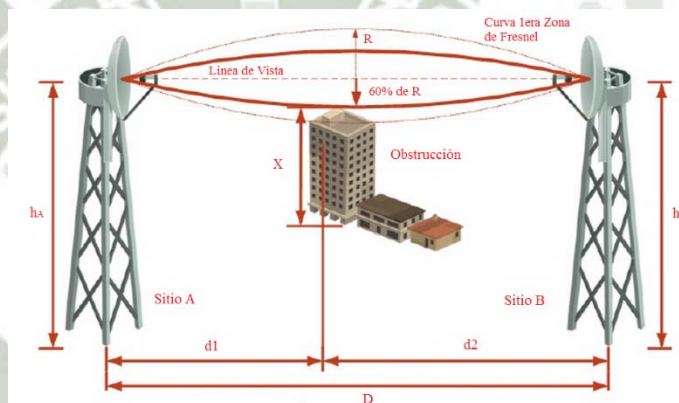 Curva 1era Zona
de Fresnel
R
Línea de Vista
60% de R
X
Obstrucción
hA
h
Sitio A
Sitio B
d1
d2
D